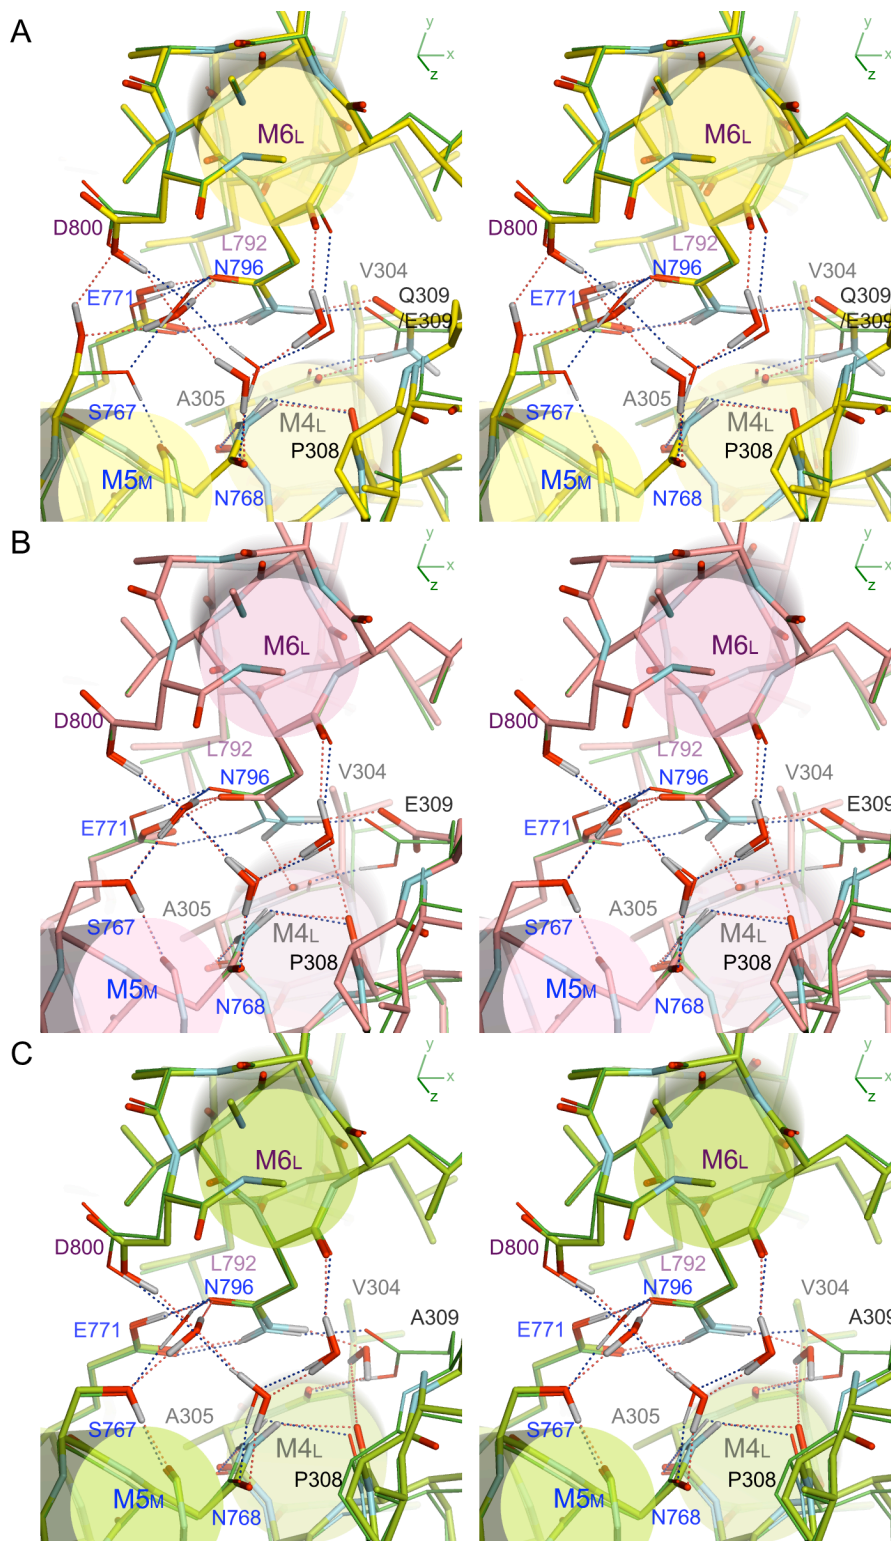 A
y
x
z
y
x
z
M6L
M6L
D800
D800
L792
L792
N796
N796
V304
V304
E771
E771
Q309
/E309
Q309
/E309
A305
A305
S767
S767
M4L
M4L
P308
P308
M5M
M5M
N768
N768
B
y
x
z
y
x
z
M6L
M6L
D800
D800
L792
L792
N796
N796
V304
V304
E771
E771
E309
E309
A305
A305
S767
S767
M4L
M4L
P308
P308
M5M
M5M
N768
N768
C
y
x
z
y
x
z
M6L
M6L
D800
D800
L792
L792
N796
N796
V304
V304
E771
E771
A309
A309
A305
A305
S767
S767
M4L
M4L
P308
P308
M5M
M5M
N768
N768